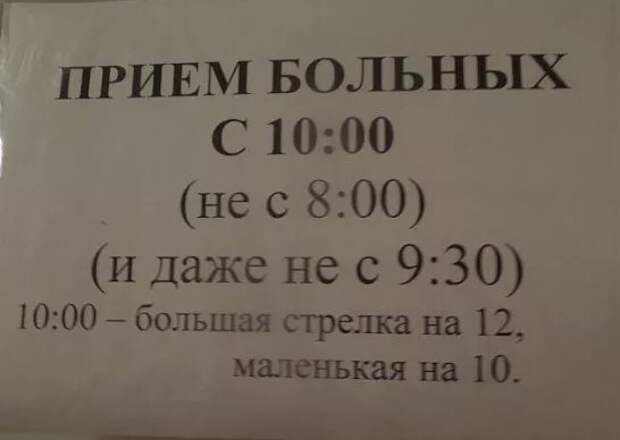 ПРИЕМ БОЛЬНЫХ
С 10:00
(не с 8:00)
(и даже не с 9:30)
10:00 – большая стрелка на 12,
маленькая на 10.